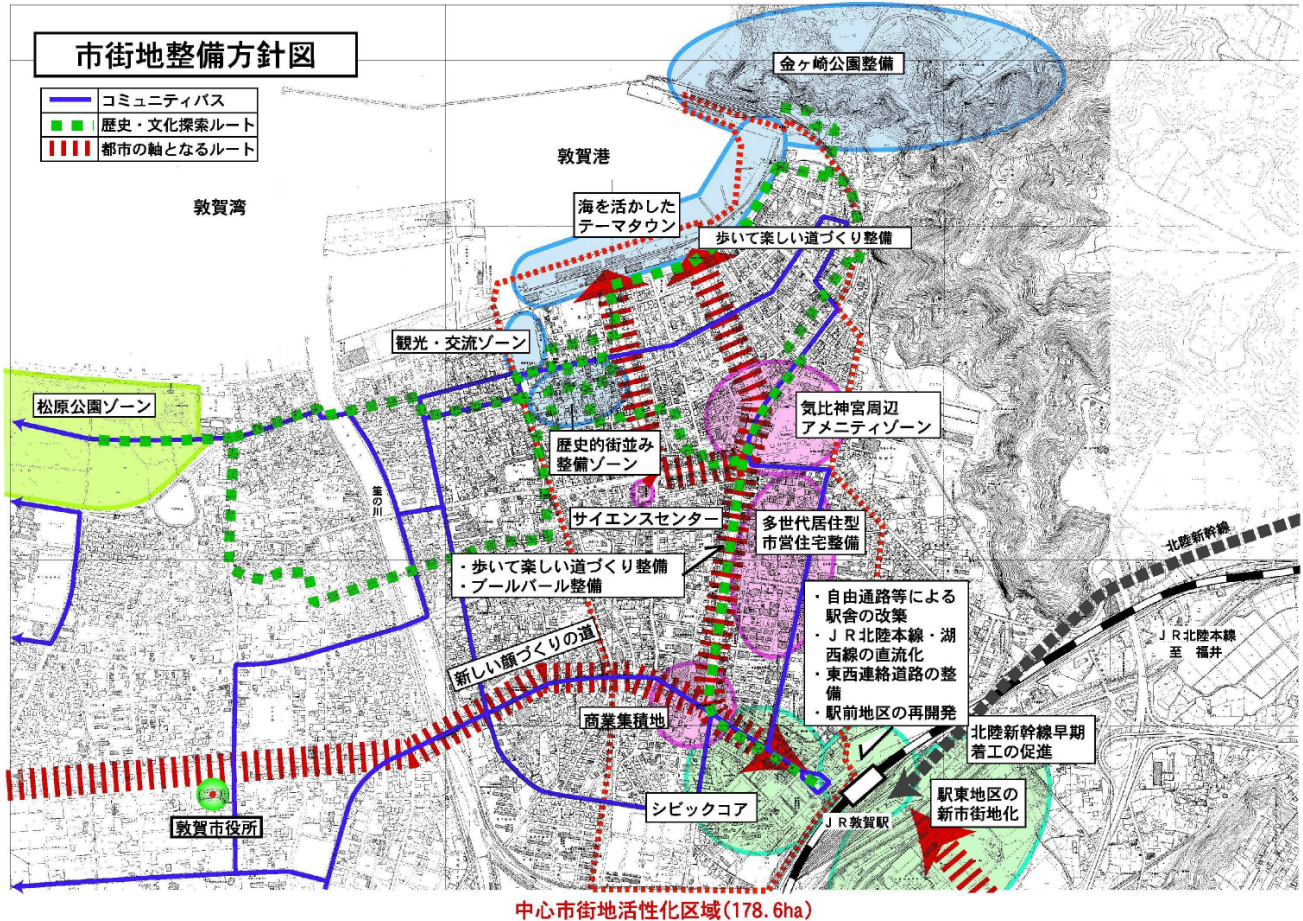 市街地整備方針図
コミュニティバス
歴史・文化探索ルート
都市の軸となるルート
金ヶ崎公園整備
敦賀港
敦賀湾
海を活かした
テーマタウン
歩いて楽しい道づくり整備
観光・交流ゾーン
松原公園ゾーン
気比神宮周辺
アメニティゾーン
歴史的街並み
整備ゾーン
笙の川
サイエンスセンター
多世代居住型
市営住宅整備
北陸新幹線
・歩いて楽しい道づくり整備
・ブールバール整備
・自由通路等による
駅舎の改築
・ＪＲ北陸本線・湖
西線の直流化
・東西連絡道路の整
備
・駅前地区の再開発
ＪＲ北陸本線
至　福井
新しい顔づくりの道
商業集積地
北陸新幹線早期
着工の促進
シビックコア
駅東地区の
新市街地化
ＪＲ敦賀駅
敦賀市役所
中心市街地活性化区域(178.6ha)